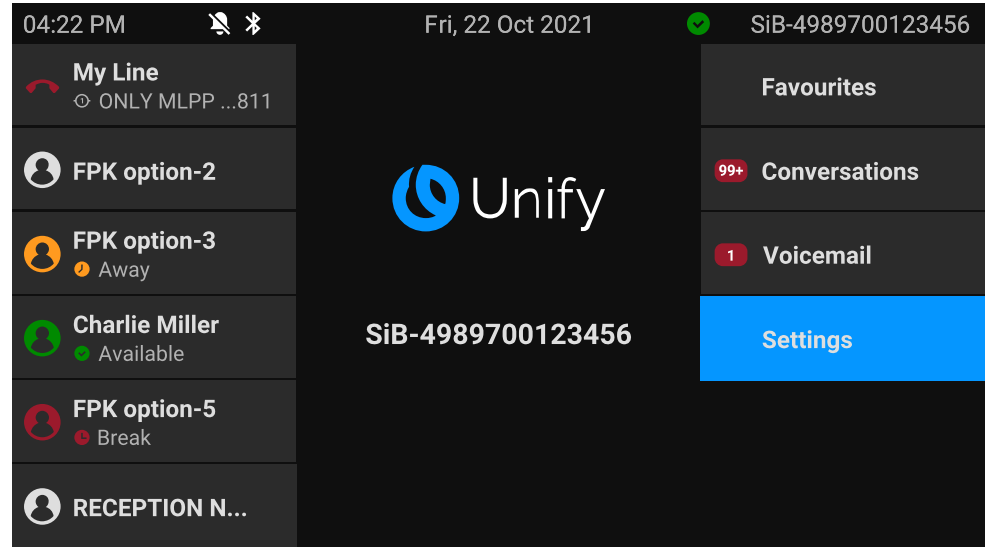 04:22 PM
Fri, 22 Oct 2021
SiB-4989700123456
My Line
ONLY MLPP ...811
FPK option-2
FPK option-3
Away
Charlie Miller
Available
FPK option-5
Break
RECEPTION N...
Unify
SiB-4989700123456
Favourites
99+ Conversations
1 Voicemail
Settings